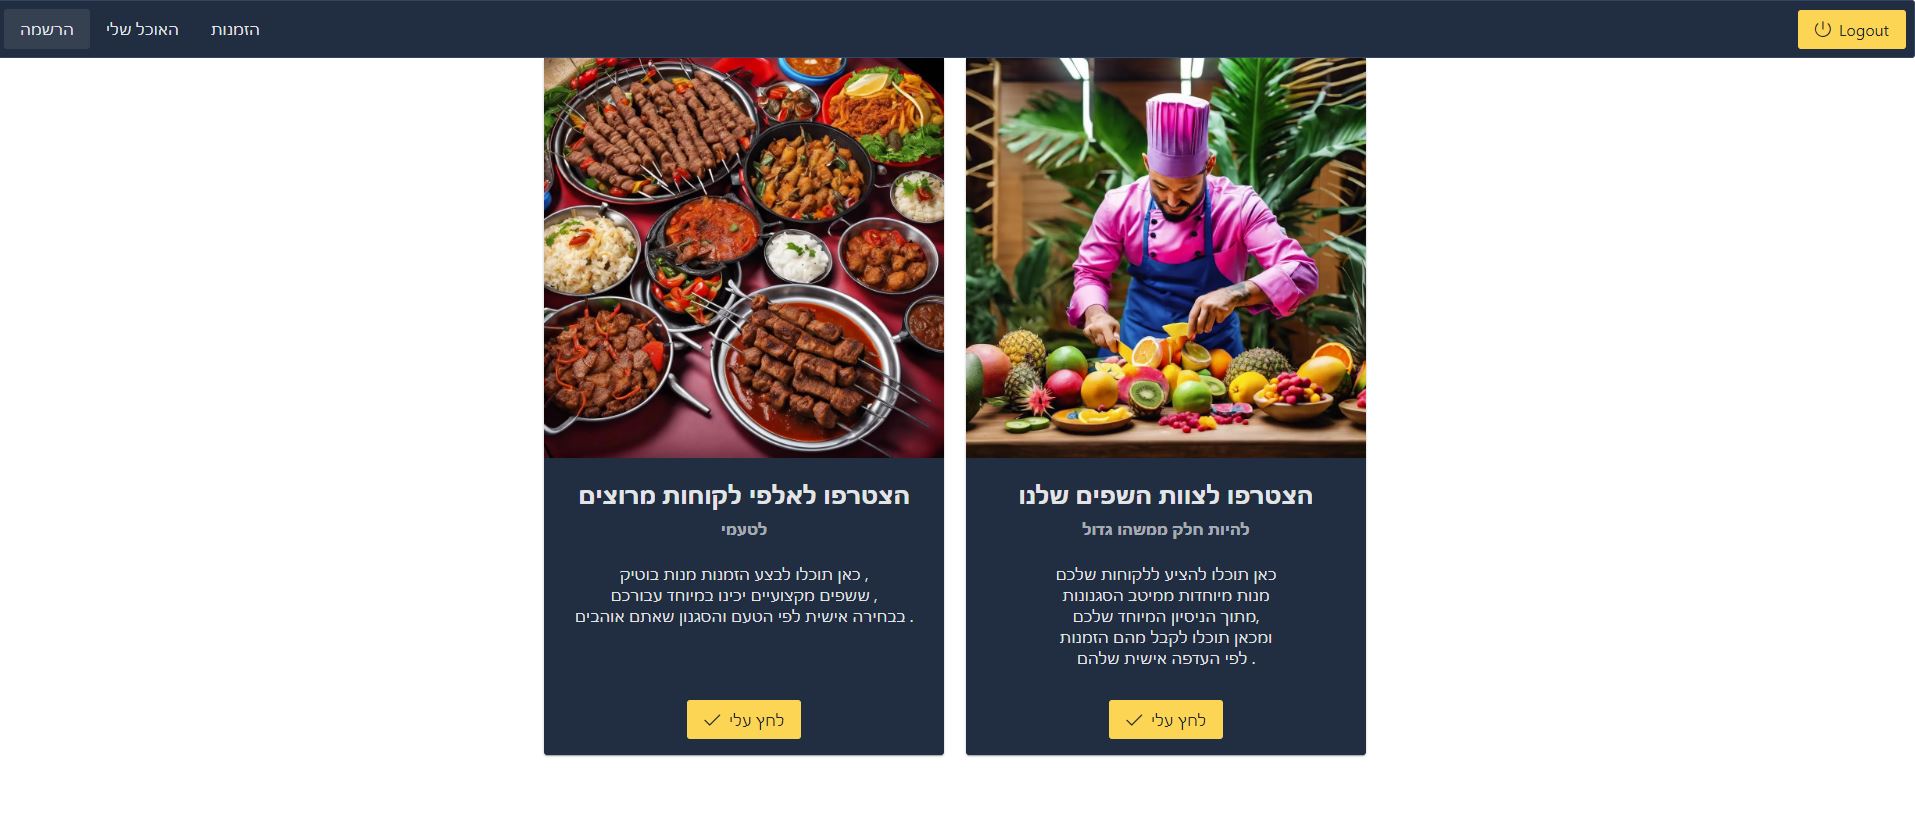 הרשמה
האוכל שלי
הזמנות
Logout
הצטרפו לצוות השפים שלנו
להיות חלק ממשהו גדול
כאן תוכלו להציע ללקוחות שלכם
מנות מיוחדות ממיטב הסגנונות
,מתוך הניסיון המיוחד שלכם
ומכאן תוכלו לקבל מהם הזמנות
. לפי העדפה אישית שלהם
לחץ עלי
הצטרפו לאלפי לקוחות מרוצים
לטעמי
, כאן תוכלו לבצע הזמנות מנות בוטיק
, ששפים מקצועיים יכינו במיוחד עבורכם
. בבחירה אישית לפי הטעם והסגנון שאתם אוהבים
לחץ עלי